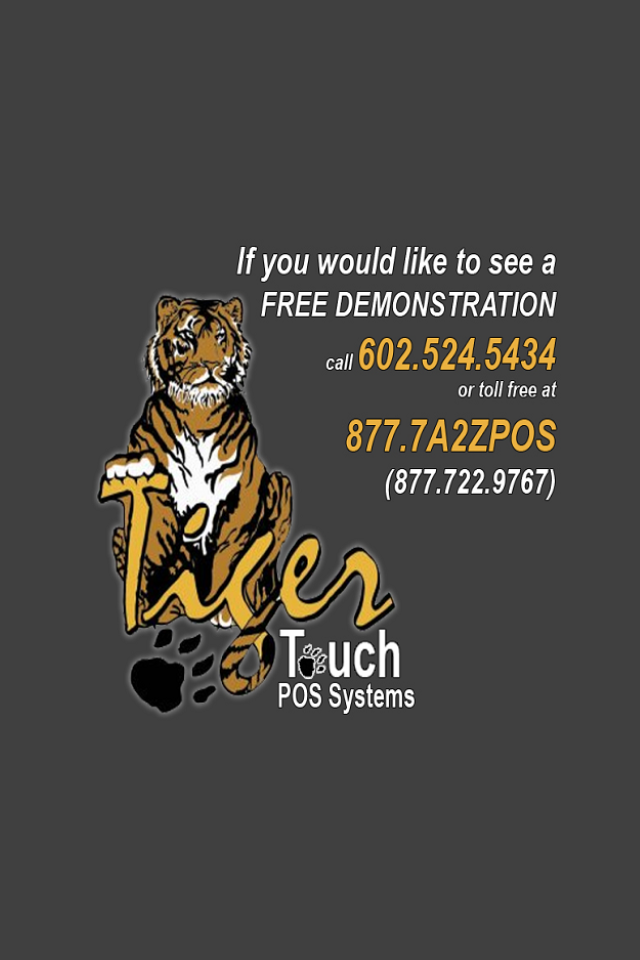 If you would like to see a
FREE DEMONSTRATION
call 602.524.5434
or toll free at
877.7A2ZPOS
(877.722.9767)
Tiger
Touch
POS Systems